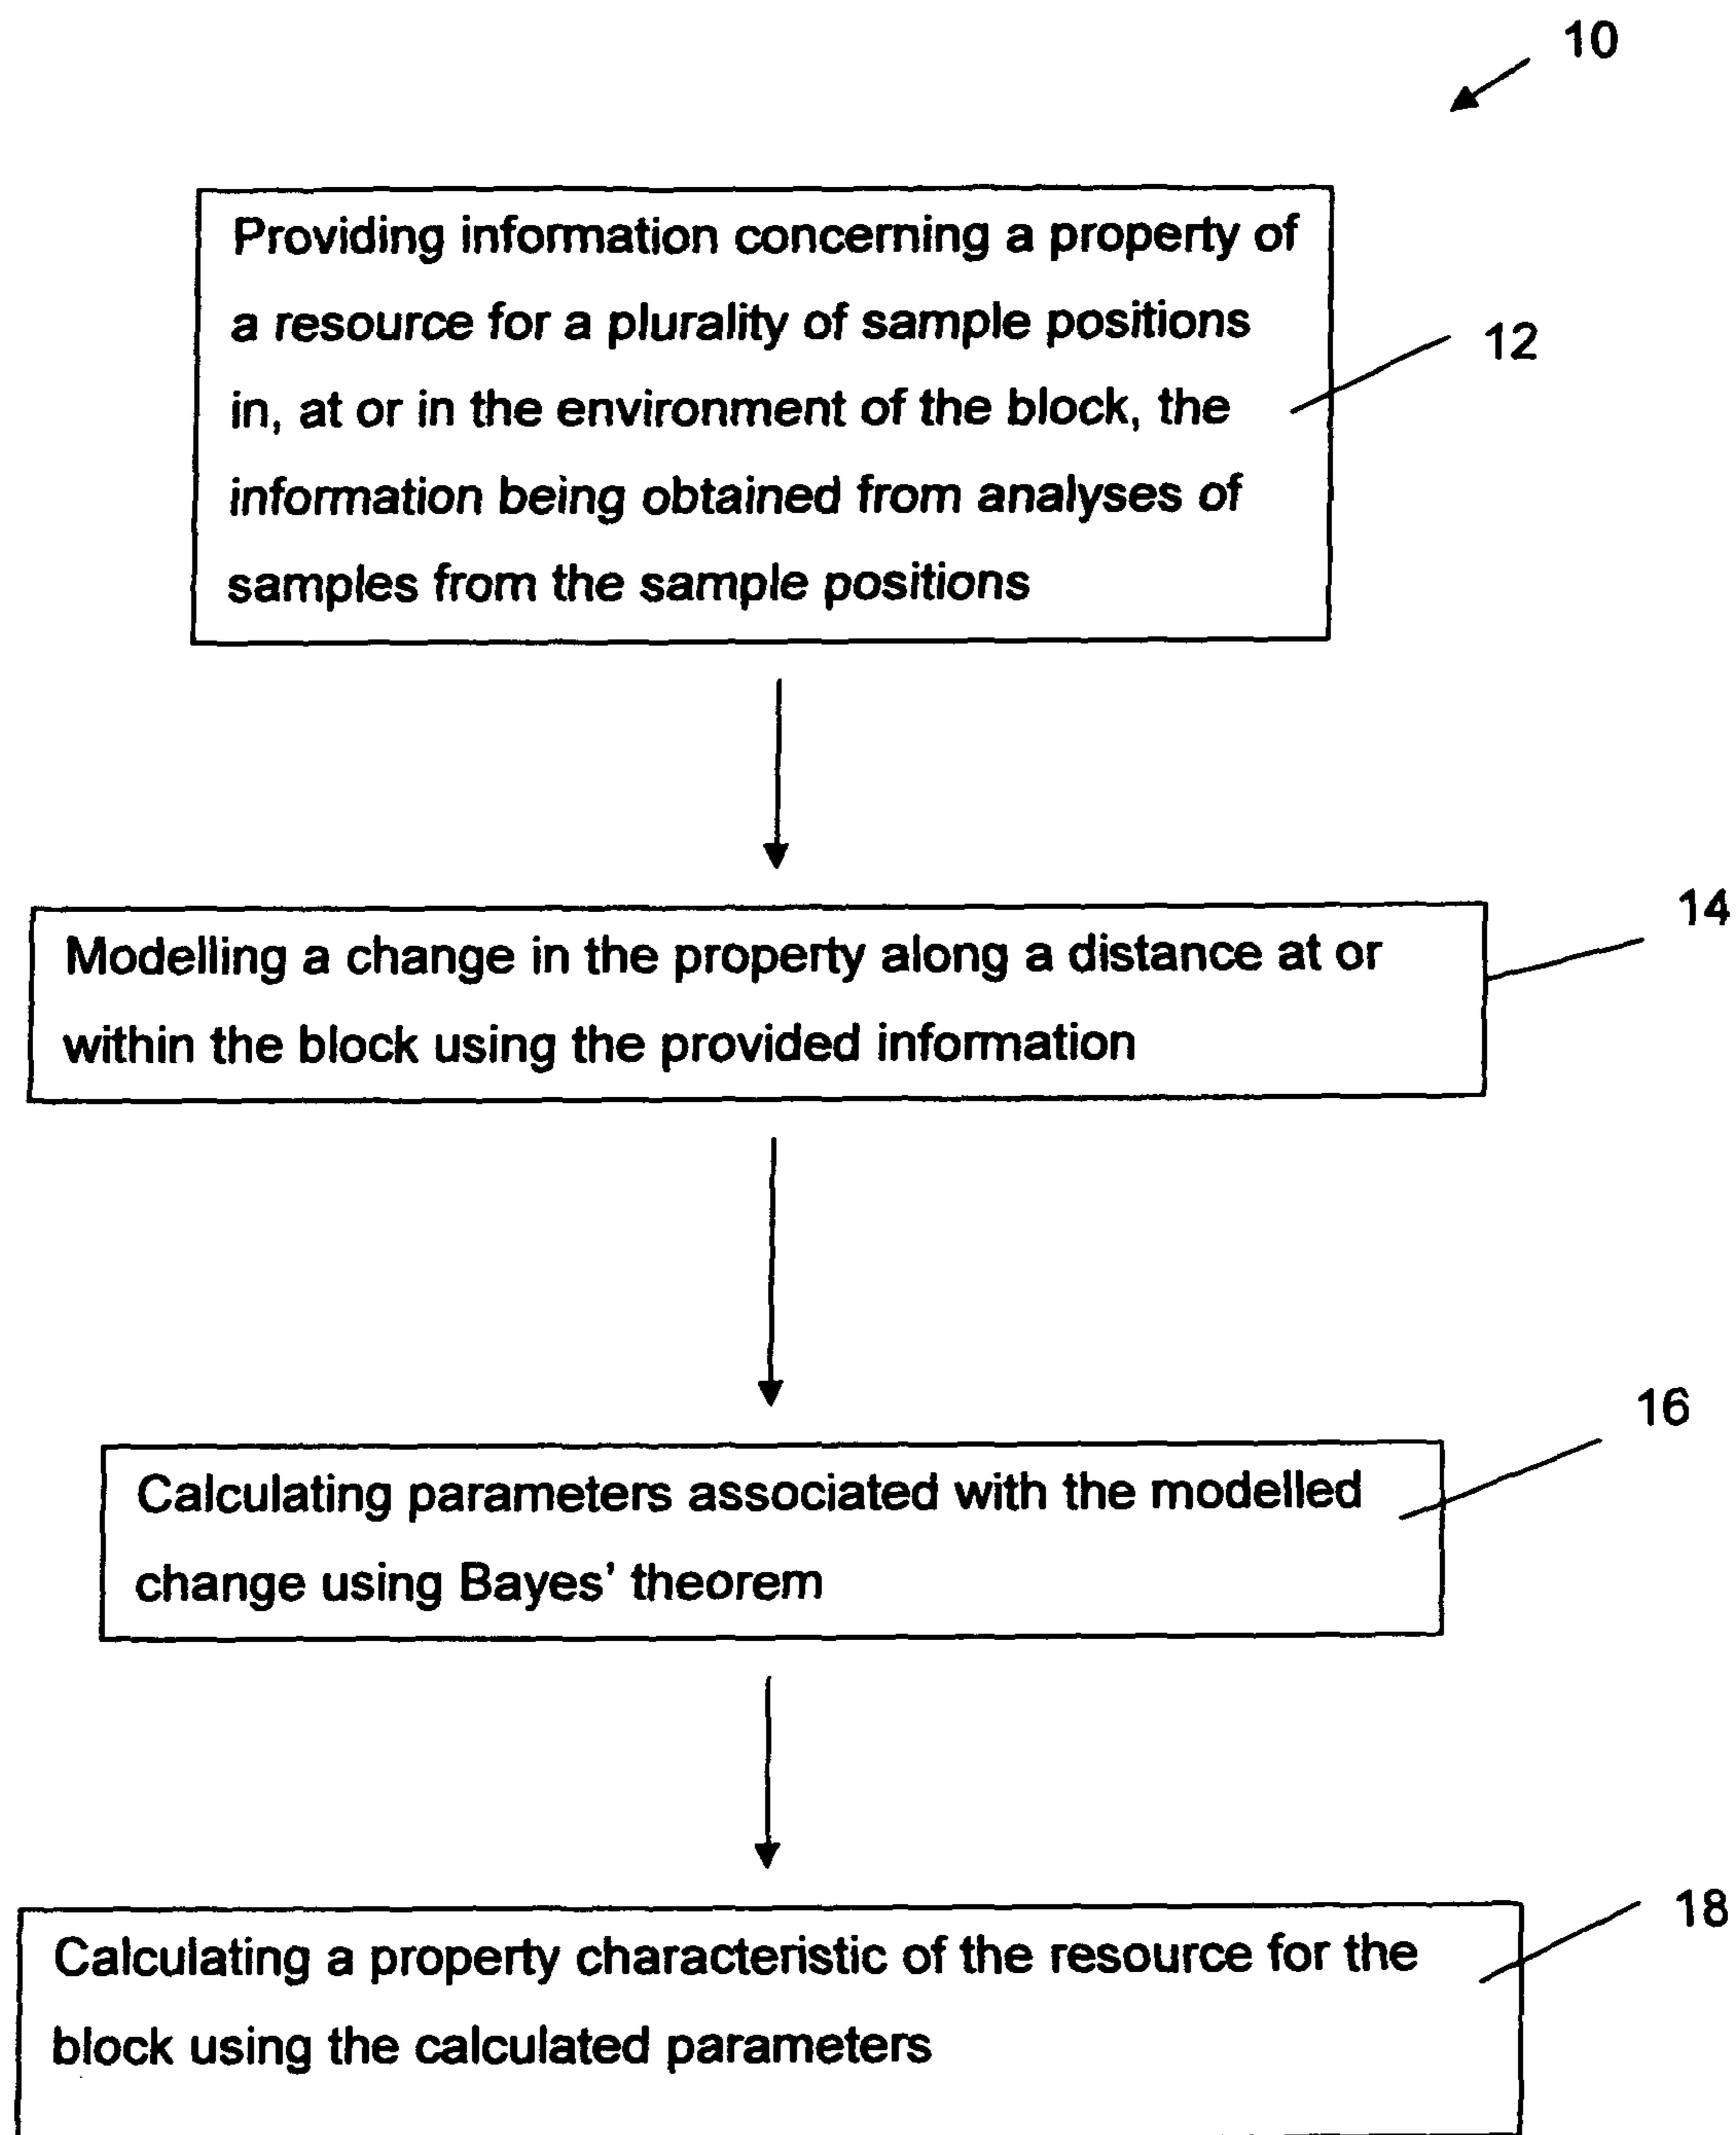 10
Providing information concerning a property of
a resource for a plurality of sample positions
in, at or in the environment of the block, the
information being obtained from analyses of
samples from the sample positions
12
14
Modelling a change in the property along a distance at or
within the block using the provided information
16
Calculating parameters associated with the modelled
change using Bayes’ theorem
18
Calculating a property characteristic of the resource for the
block using the calculated parameters